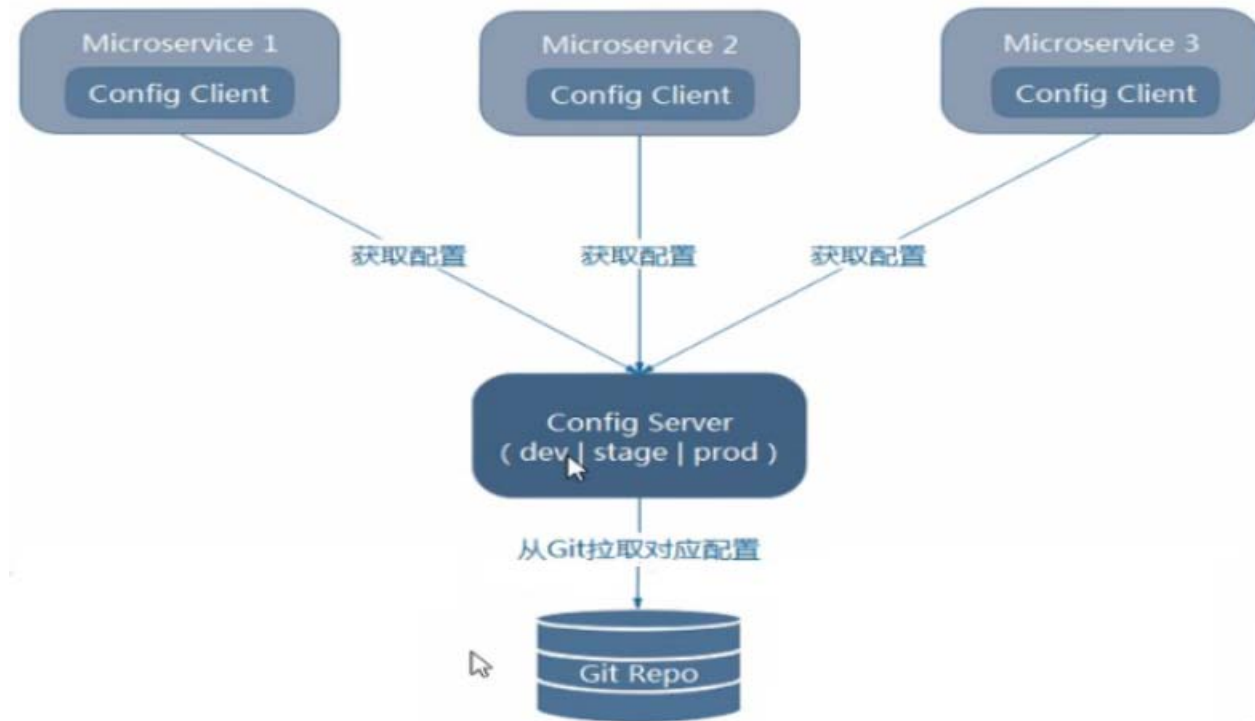 Microservice 1
Config Client
Microservice 2
Config Client
Microservice 3
Config Client
获取配置
获取配置
获取配置
Config Server
( dev | stage | prod )
从Git拉取对应配置
Git Repo